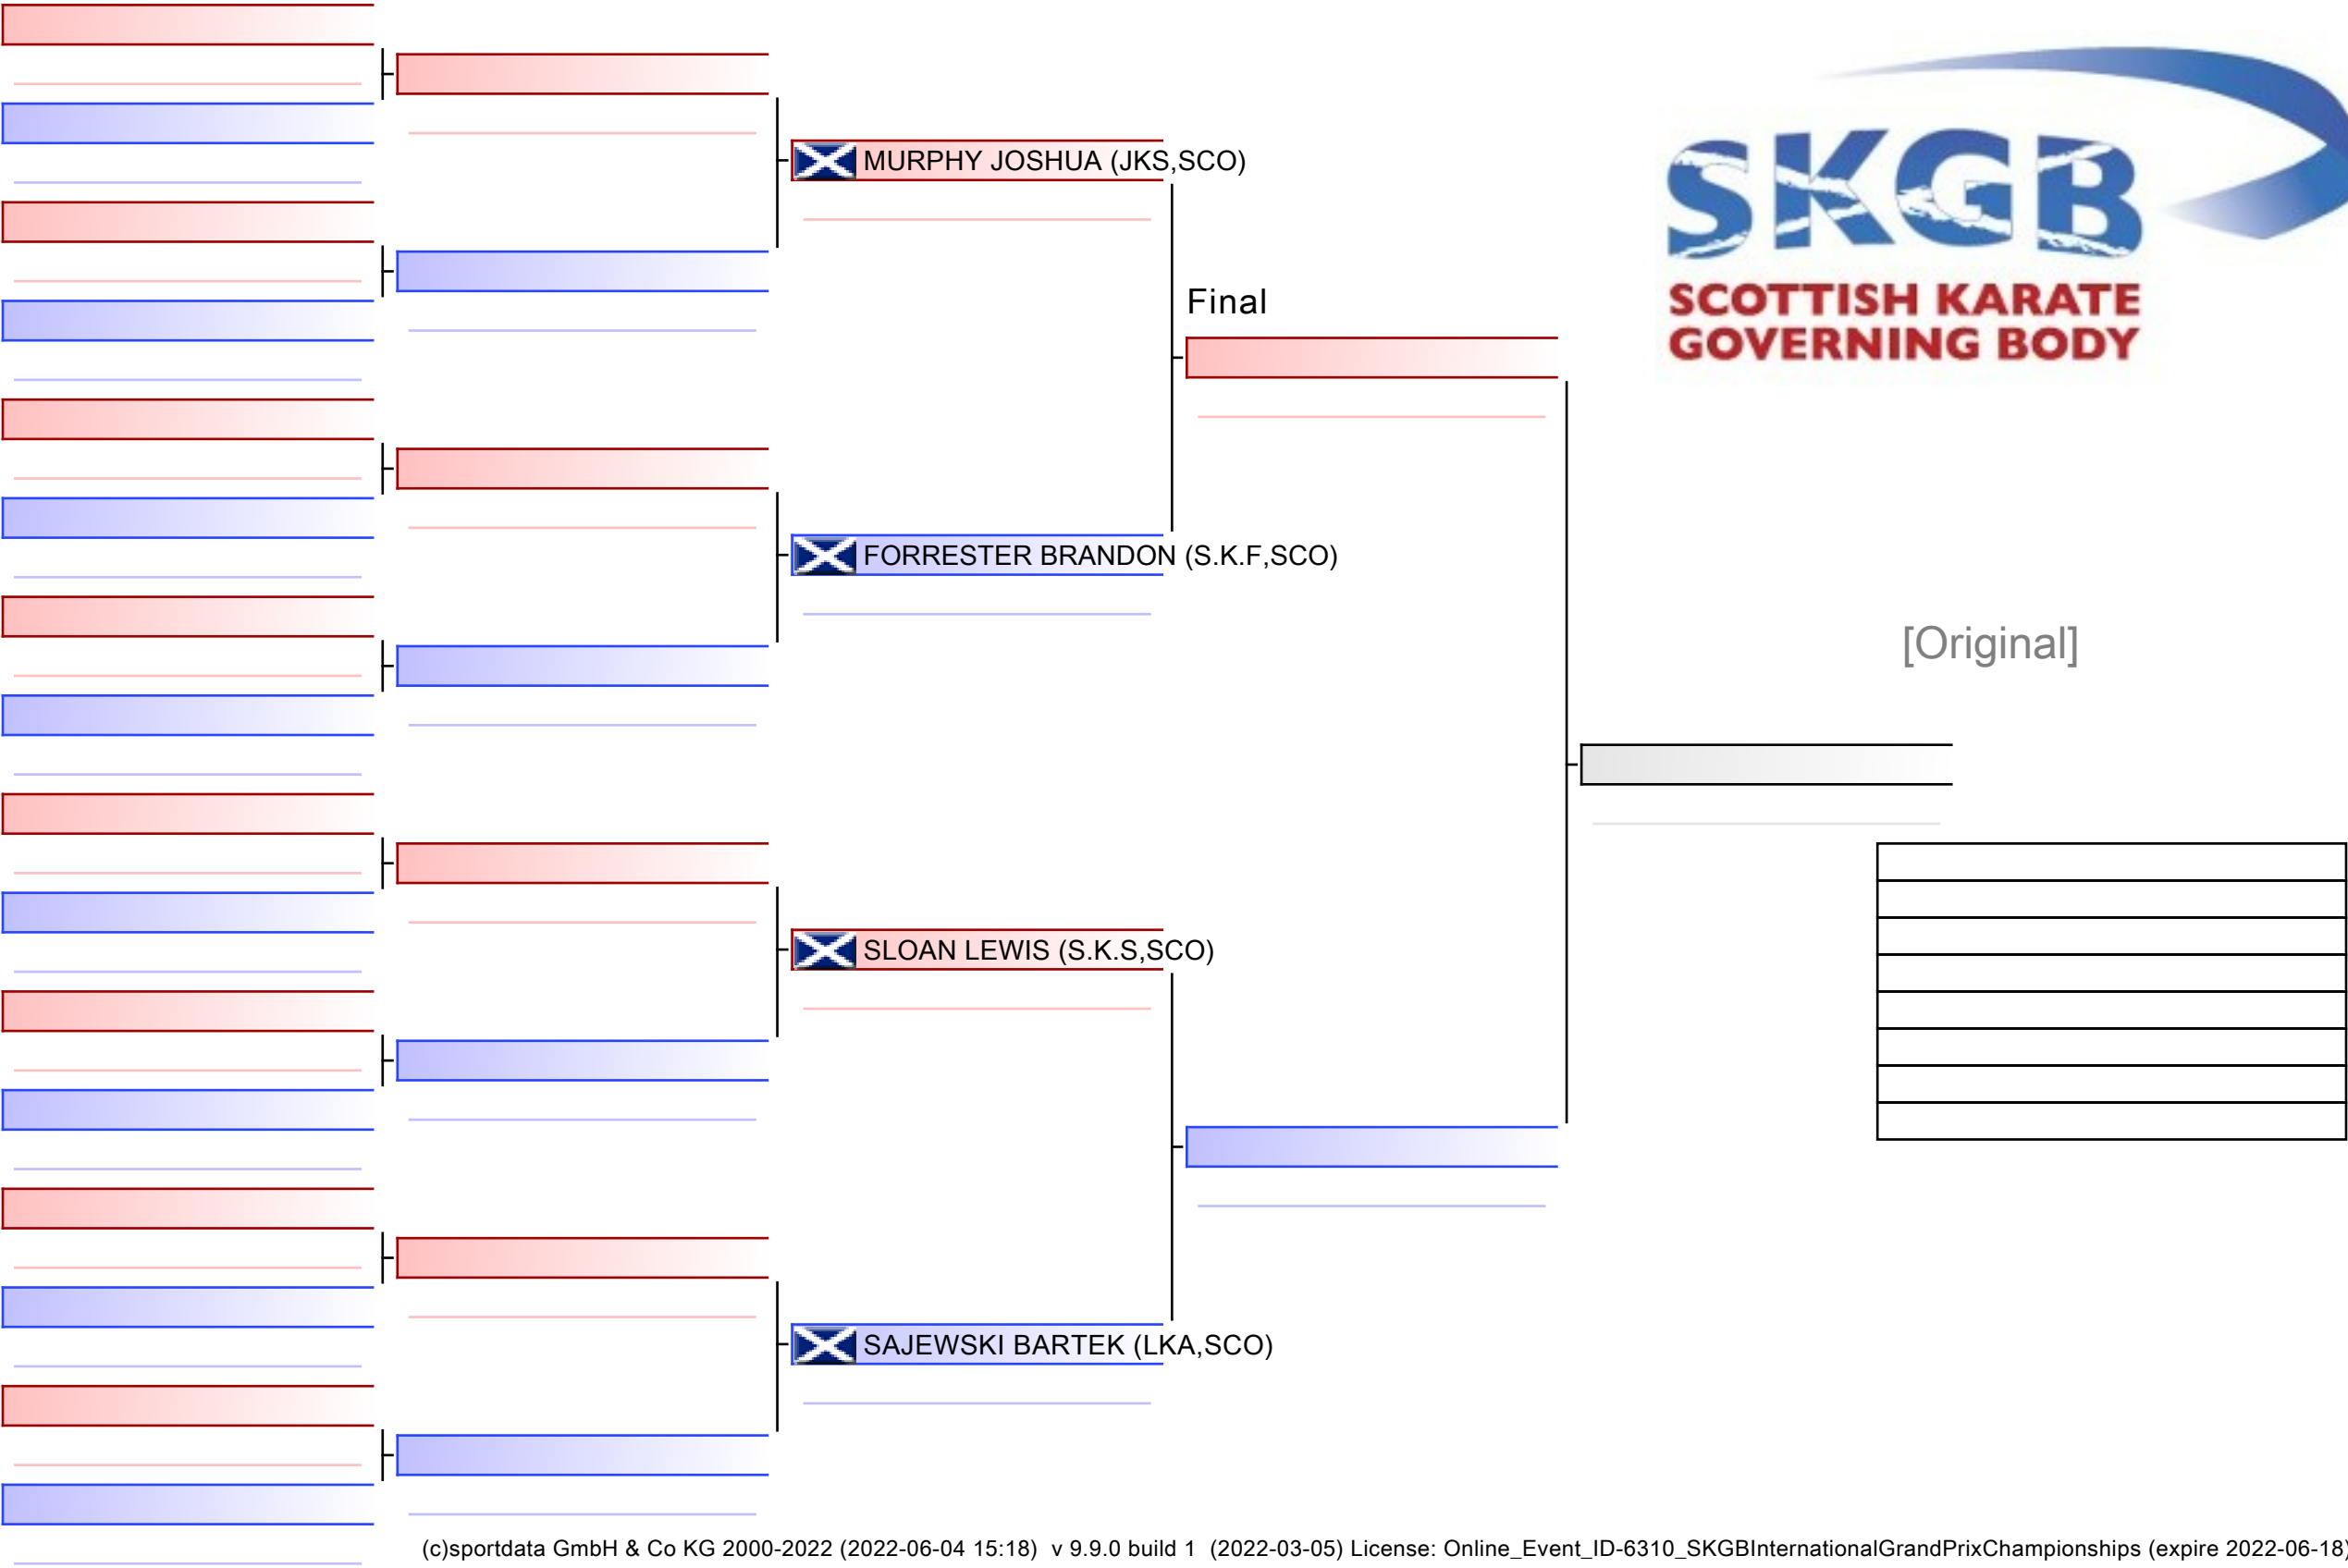 SKGB
SCOTTISH KARATE
GOVERNING BODY
MURPHY JOSHUA (JKS,SCO)
Final
FORRESTER BRANDON (S.K.F,SCO)
[Original]
SLOAN LEWIS (S.K.S,SCO)
SAJEWSKI BARTEK (LKA,SCO)
(c)sportdata GmbH & Co KG 2000-2022 (2022-06-04 15:18) v 9.9.0 build 1 (2022-03-05) License: Online_Event_ID-6310_SKGBInternationalGrandPrixChampionships (expire 2022-06-18)